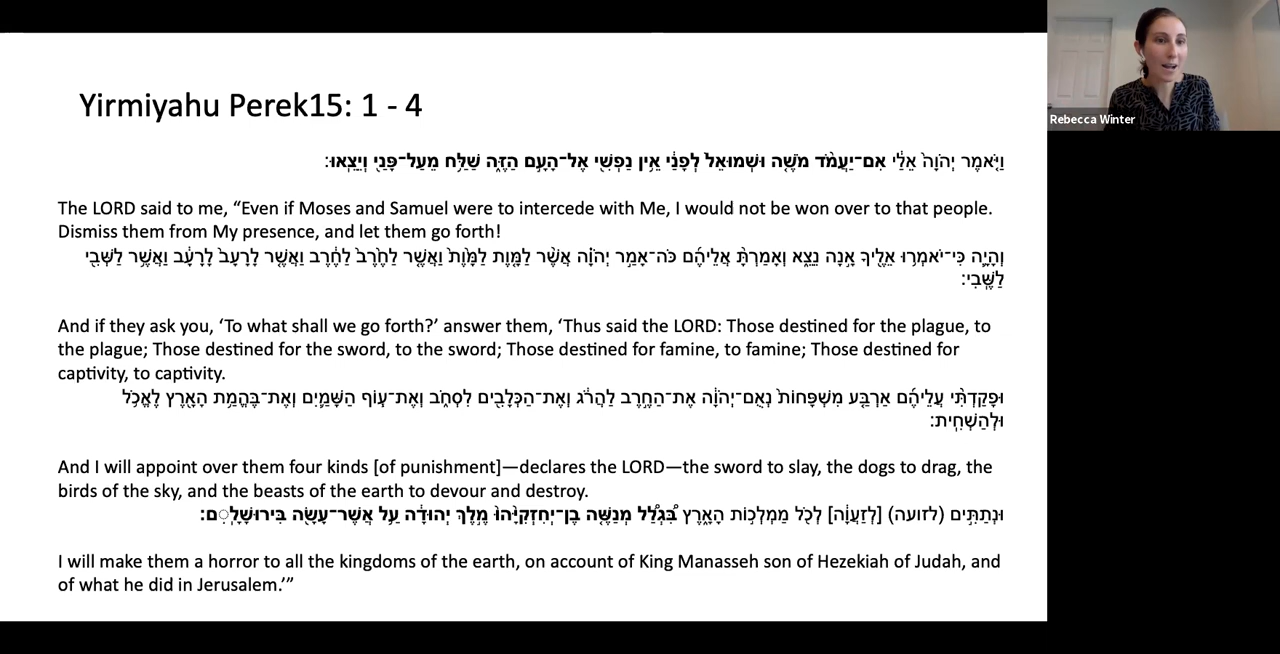 Yirmiyahu Perek15: 1 - 4
וַיֹּ֤אמֶר יְהֹוָה֙ אֵלַ֔י אִם־יַעֲמֹ֨ד מֹשֶׁ֤ה וּשְׁמוּאֵל֙ לְפָנַ֔י אֵ֥ין נַפְשִׁ֖י אֶל־הָעָ֣ם הַזֶּ֑ה שַׁלַּ֥ח מֵעַל־פָּנַ֖י וְיֵצֵֽאוּ׃
The LORD said to me, “Even if Moses and Samuel were to intercede with Me, I would not be won over to that people.
Dismiss them from My presence, and let them go forth!
וְהָיָ֛ה כִּֽי־יֹאמְר֥וּ אֵלֶ֖יךָ אָ֣נָה נֵצֵ֑א וְאָמַרְתָּ֨ אֲלֵיהֶ֜ם כֹּה־אָמַ֣ר יְהֹוָ֗ה אֲשֶׁ֨ר לַמָּ֤וֶת לַמָּ֙וֶת֙ וַאֲשֶׁ֤ר לַחֶ֙רֶב֙ לַחֶ֔רֶב וַאֲשֶׁ֤ר לָרָעָב֙ לָרָעָ֔ב וַאֲשֶׁ֥ר לַשְּׁבִ֖י
לַשֶּֽׁבִי׃
And if they ask you, ‘To what shall we go forth?’ answer them, ‘Thus said the LORD: Those destined for the plague, to
the plague; Those destined for the sword, to the sword; Those destined for famine, to famine; Those destined for
captivity, to captivity.
וּפָקַדְתִּ֨י עֲלֵיהֶ֜ם אַרְבַּ֤ע מִשְׁפָּחוֹת֙ נְאֻם־יְהֹוָ֔ה אֶת־הַחֶ֣רֶב לַהֲרֹ֔ג וְאֶת־הַכְּלָבִ֖ים לִסְחֹ֑ב וְאֶת־ע֧וֹף הַשָּׁמַ֛יִם וְאֶת־בֶּהֱמַ֥ת הָאָ֖רֶץ לֶאֱכֹ֥ל
וּלְהַשְׁחִֽית׃
And I will appoint over them four kinds [of punishment]—declares the LORD—the sword to slay, the dogs to drag, the
birds of the sky, and the beasts of the earth to devour and destroy.
וּנְתַתִּ֣ים (לזועה) [לְזַעֲוָ֔ה] לְכֹ֖ל מַמְלְכ֣וֹת הָאָ֑רֶץ בִּ֠גְלַ֠ל מְנַשֶּׁ֤ה בֶן־יְחִזְקִיָּ֙הוּ֙ מֶ֣לֶךְ יְהוּדָ֔ה עַ֥ל אֲשֶׁר־עָשָׂ֖ה בִּירוּשָׁלָֽ͏ִם׃
I will make them a horror to all the kingdoms of the earth, on account of King Manasseh son of Hezekiah of Judah, and
of what he did in Jerusalem.’”
Rebecca Winter